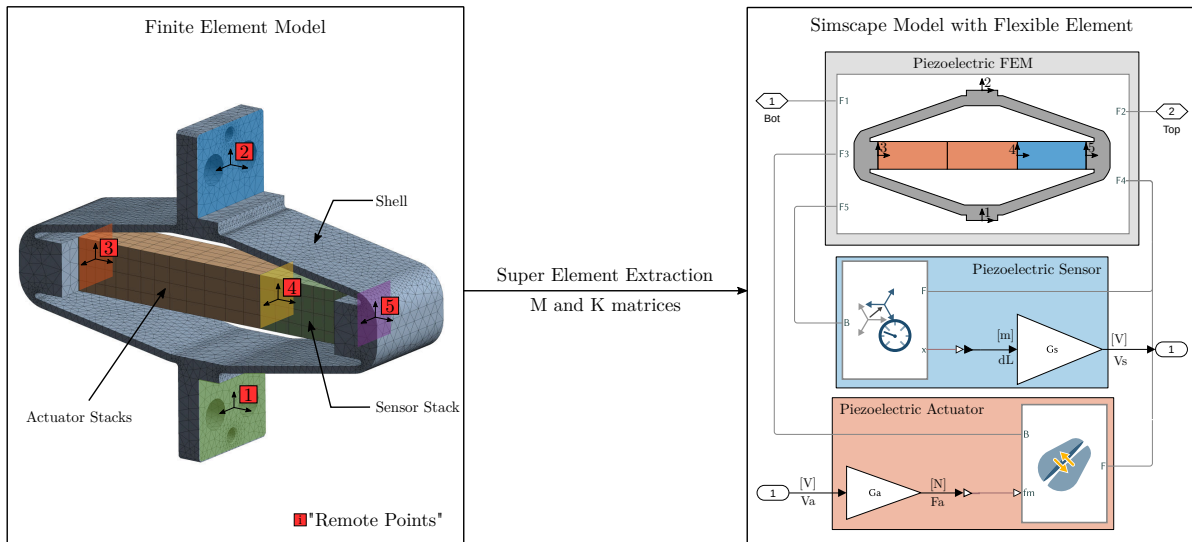 Finite Element Model
2
Shell
3
4
5
1
Actuator Stacks
Sensor Stack
i "Remote Points"
Super Element Extraction
M and K matrices
Simscape Model with Flexible Element
Piezoelectric FEM
1
Bot
F1
2
F2
2
Top
F3
3
4
5
F4
F5
1
Piezoelectric Sensor
F
B
x
[m]
dL
Gs
[V]
Vs
1
Piezoelectric Actuator
B
F
1
[V]
Va
Ga
[N]
Fa
fm